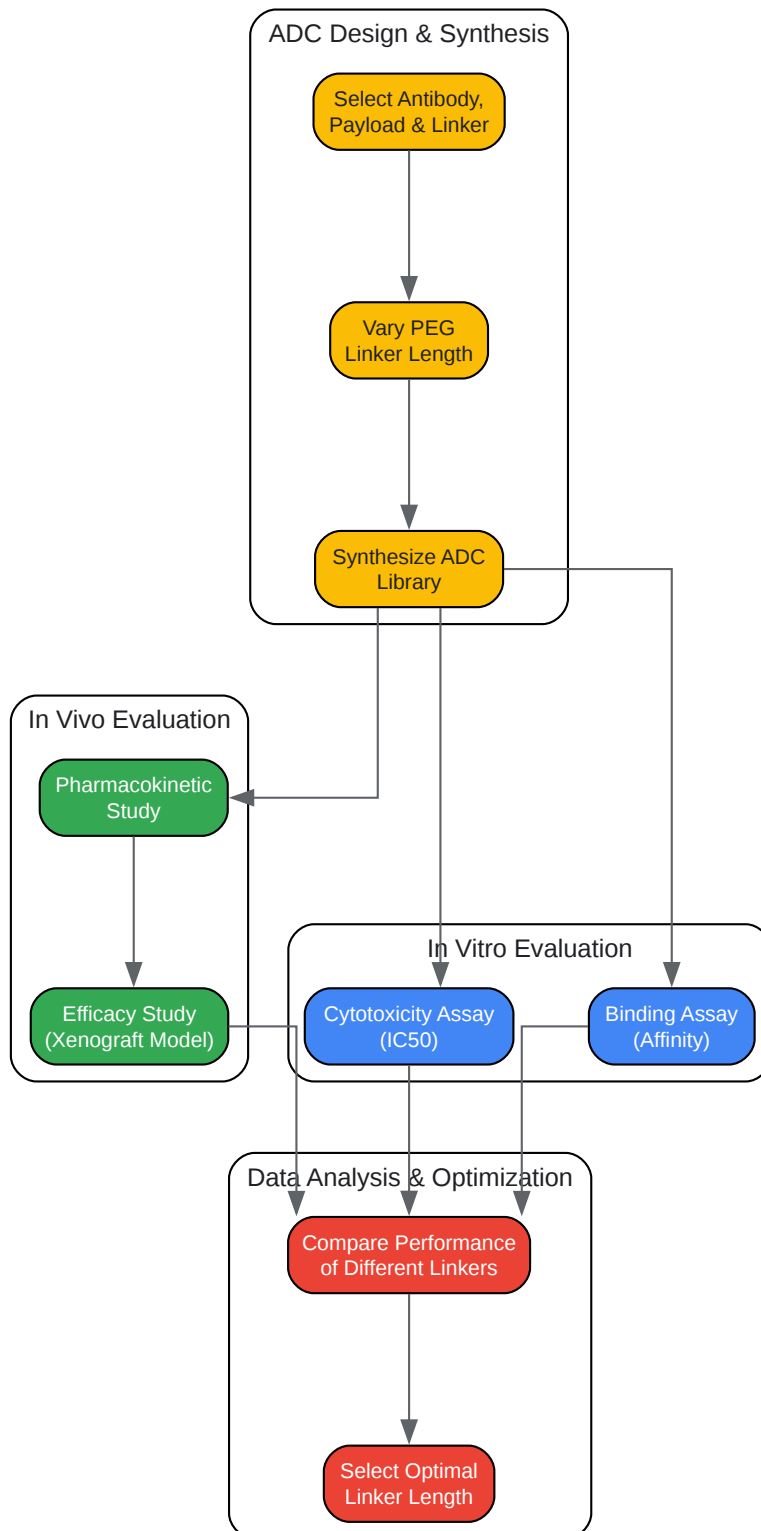 ADC Design & Synthesis
Select Antibody,
Payload & Linker
Vary PEG
Linker Length
Synthesize ADC
Library
In Vivo Evaluation
Pharmacokinetic
Study
Efficacy Study
(Xenograft Model)
In Vitro Evaluation
Cytotoxicity Assay
(IC50)
Binding Assay
(Affinity)
Data Analysis & Optimization
Compare Performance
of Different Linkers
Select Optimal
Linker Length